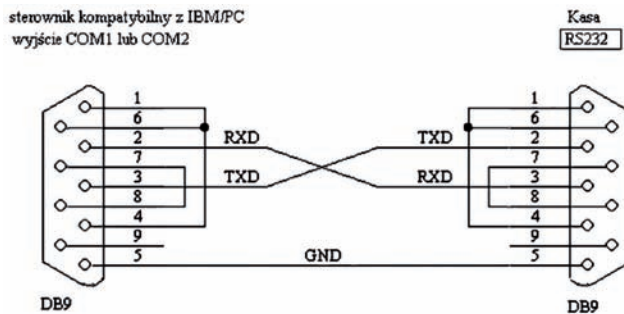 sterownik kompatybilny z IBM/PC
wyjście COM1 lub COM2
Kasa
RS232
1
6
2
7
3
8
4
9
5
RXD
TXD
TXD
RXD
GND
1
6
2
7
3
8
4
9
5
DB9
DB9